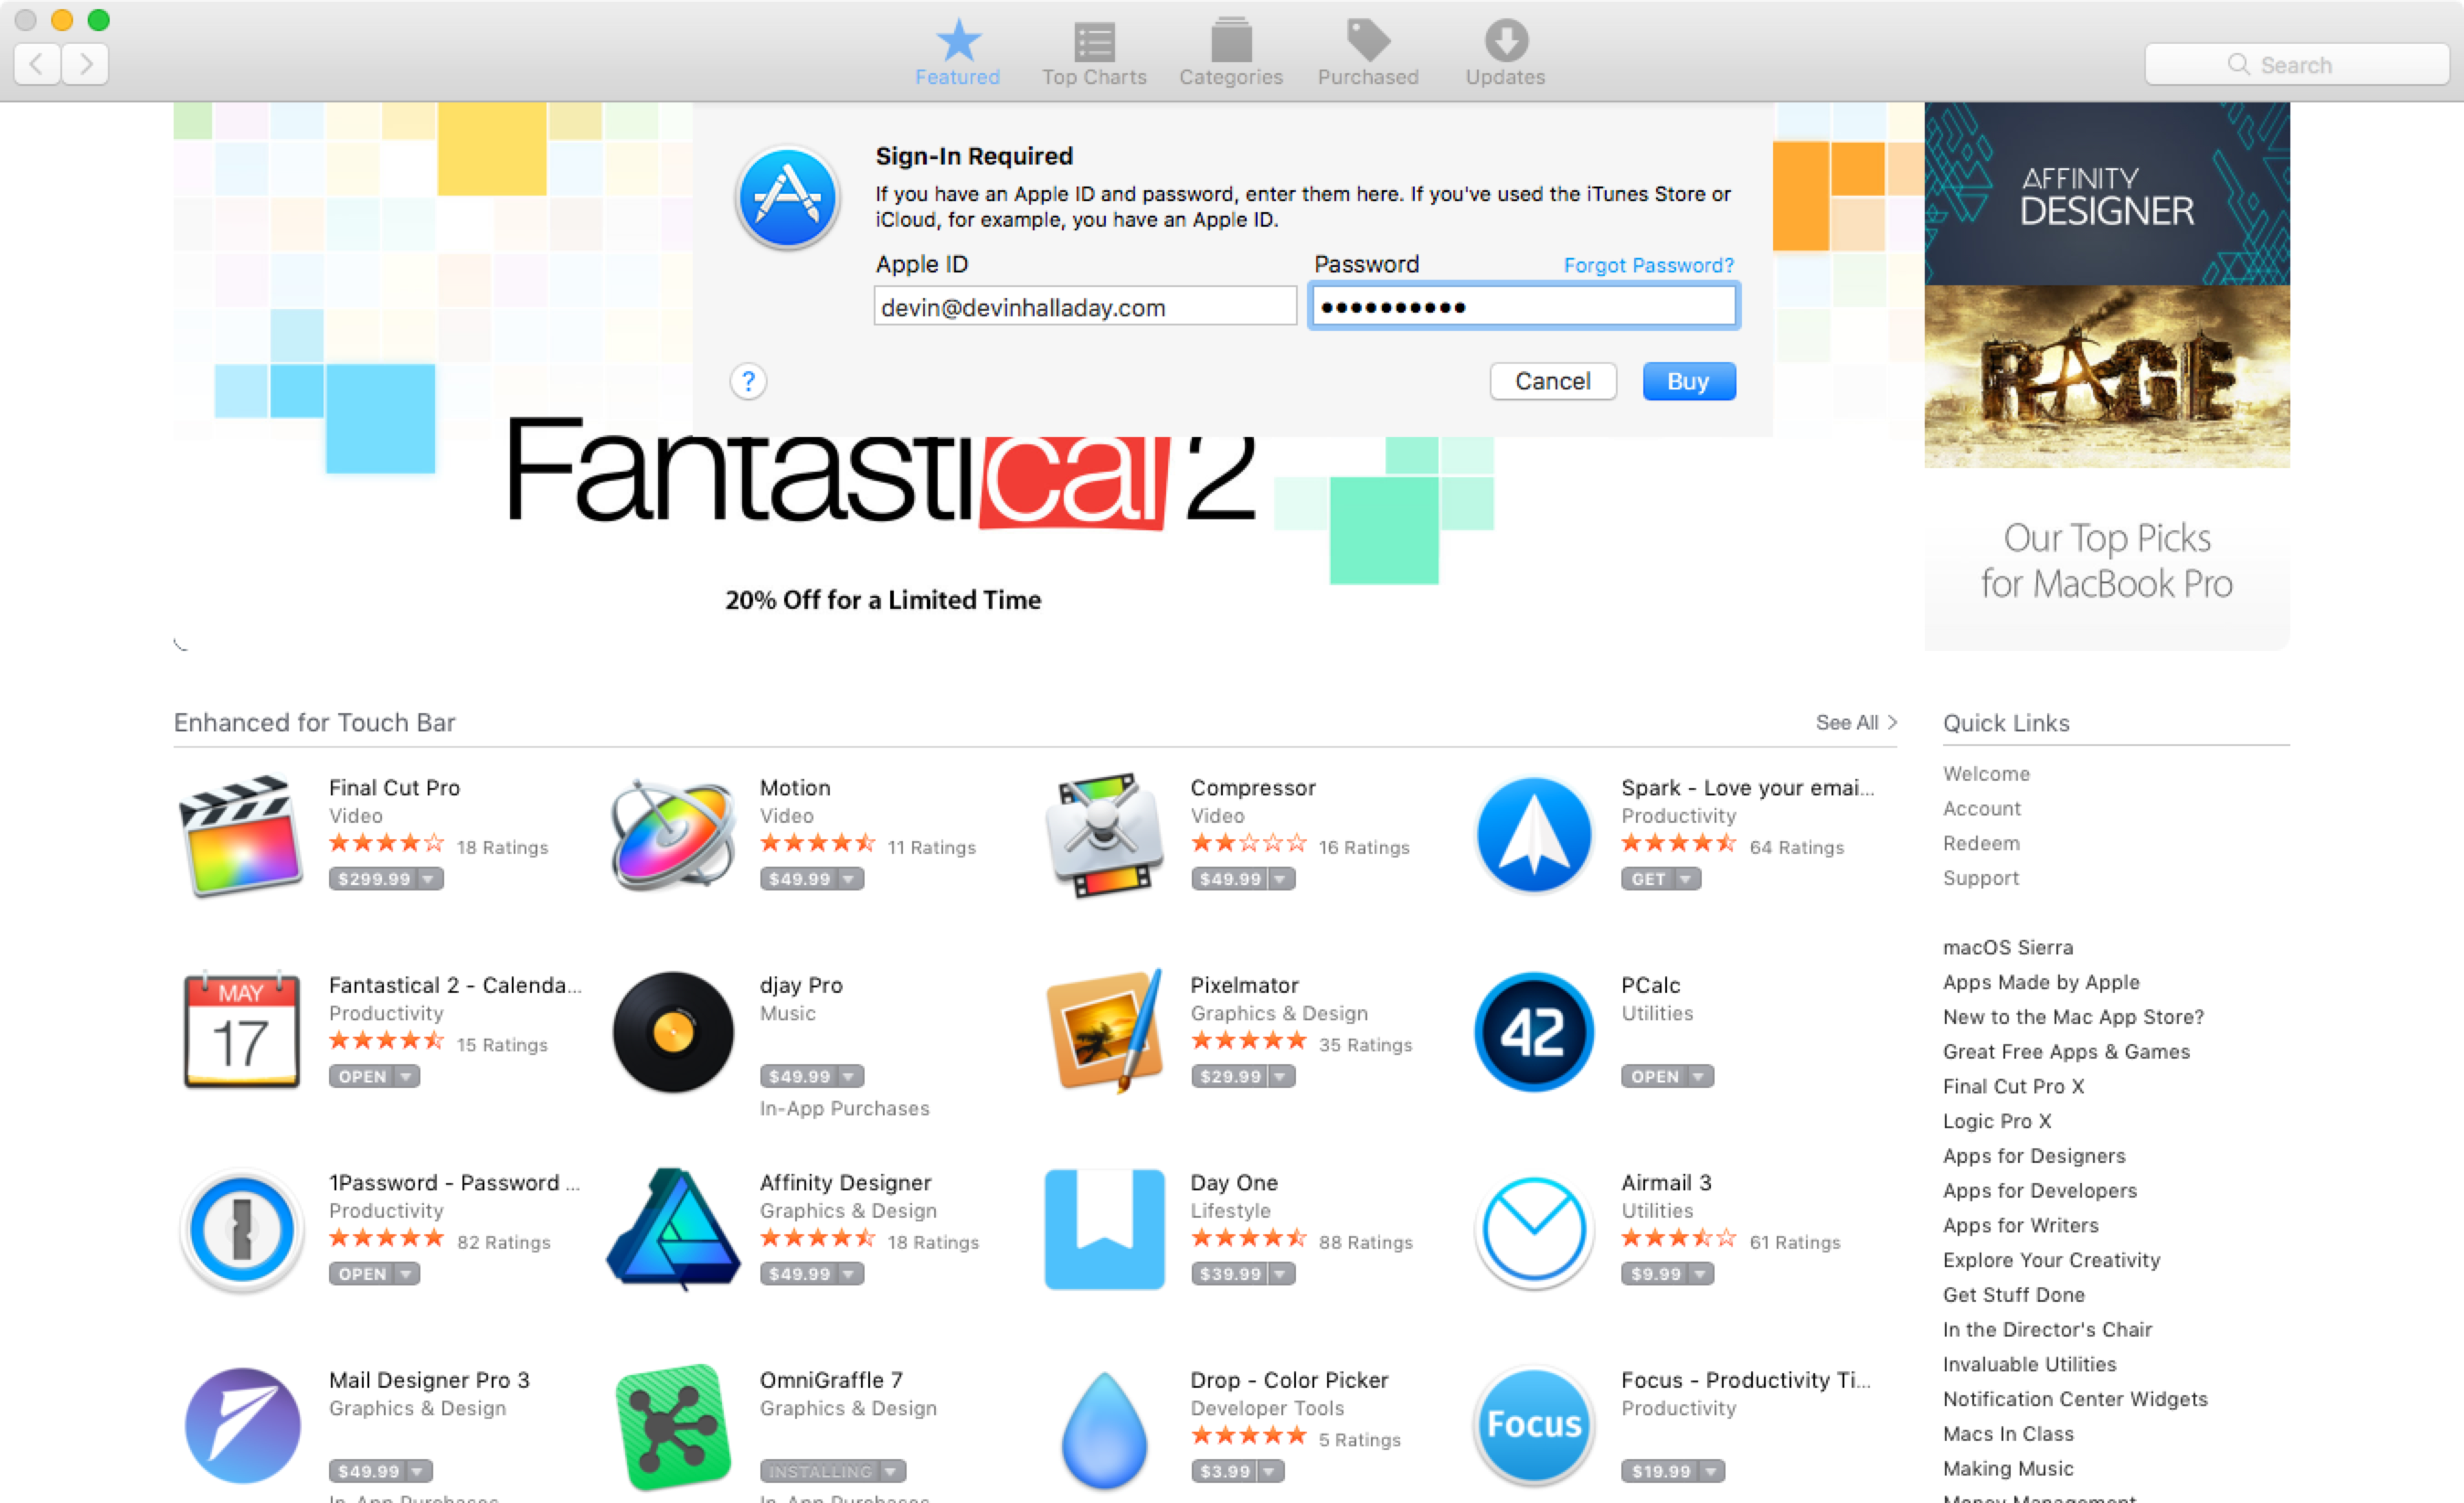 Featured
Top Charts
Categories
Purchased
Updates
Search
Sign-In Required
If you have an Apple ID and password, enter them here. If you've used the iTunes Store or
iCloud, for example, you have an Apple ID.
Apple ID
Password
Forgot Password?
devin@devinhalladay.com
••••••••••
?
Cancel
Buy
Fantastical 2
20% Off for a Limited Time
AFFINITY
DESIGNER
RAGE
Our Top Picks
for MacBook Pro
Enhanced for Touch Bar
See All >
Final Cut Pro
Video
18 Ratings
$299.99
Motion
Video
11 Ratings
$49.99
Compressor
Video
16 Ratings
$49.99
Spark - Love your emai...
Productivity
64 Ratings
GET
MAY
17
Fantastical 2 - Calenda...
Productivity
15 Ratings
OPEN
djay Pro
Music
$49.99
In-App Purchases
Pixelmator
Graphics & Design
35 Ratings
$29.99
42
PCalc
Utilities
OPEN
1Password - Password ...
Productivity
82 Ratings
OPEN
Affinity Designer
Graphics & Design
18 Ratings
$49.99
Day One
Lifestyle
88 Ratings
$39.99
Airmail 3
Utilities
61 Ratings
$9.99
Mail Designer Pro 3
Graphics & Design
$49.99
In-App Purchases
OmniGraffle 7
Graphics & Design
INSTALLING
In-App Purchases
Drop - Color Picker
Developer Tools
5 Ratings
$3.99
Focus
Focus - Productivity Ti...
Productivity
$19.99
Quick Links
Welcome
Account
Redeem
Support
macOS Sierra
Apps Made by Apple
New to the Mac App Store?
Great Free Apps & Games
Final Cut Pro X
Logic Pro X
Apps for Designers
Apps for Developers
Apps for Writers
Explore Your Creativity
Get Stuff Done
In the Director's Chair
Invaluable Utilities
Notification Center Widgets
Macs In Class
Making Music
Money Management